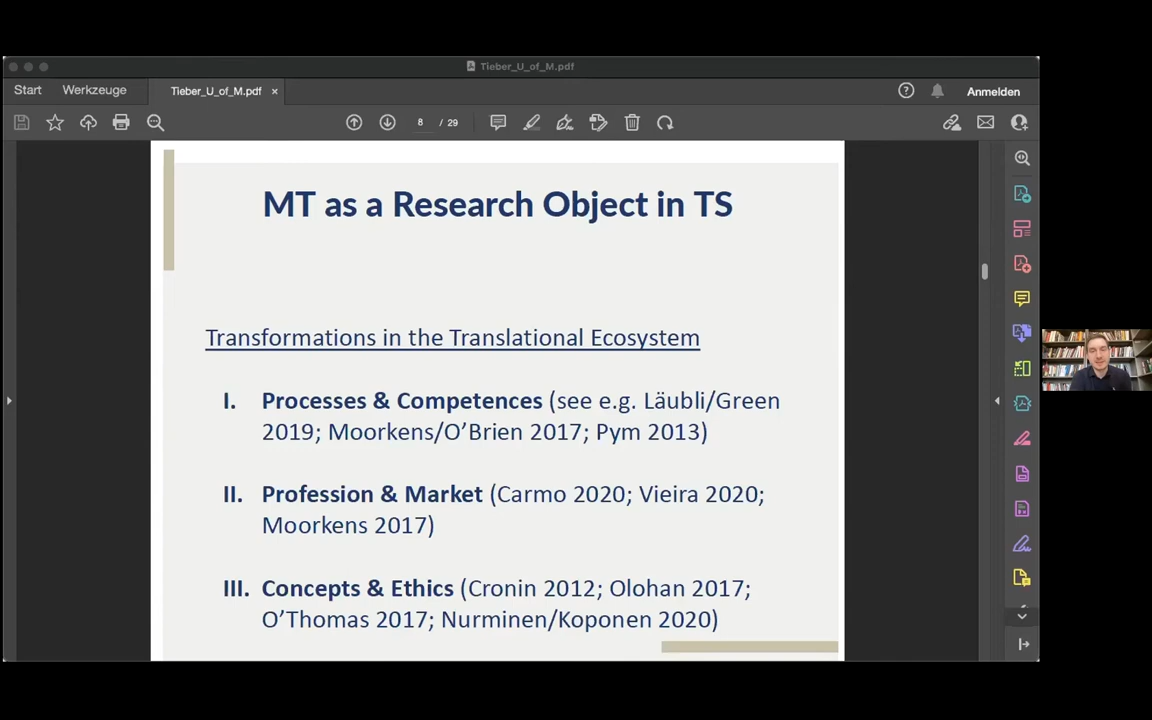 Tieber_U_of_M.pdf
Start
Werkzeuge
Tieber_U_of_M.pdf ×
Anmelden
8 / 29
MT as a Research Object in TS
Transformations in the Translational Ecosystem
I. Processes & Competences (see e.g. Läubli/Green
2019; Moorkens/O’Brien 2017; Pym 2013)
II. Profession & Market (Carmo 2020; Vieira 2020;
Moorkens 2017)
III. Concepts & Ethics (Cronin 2012; Olohan 2017;
O’Thomas 2017; Nurminen/Koponen 2020)